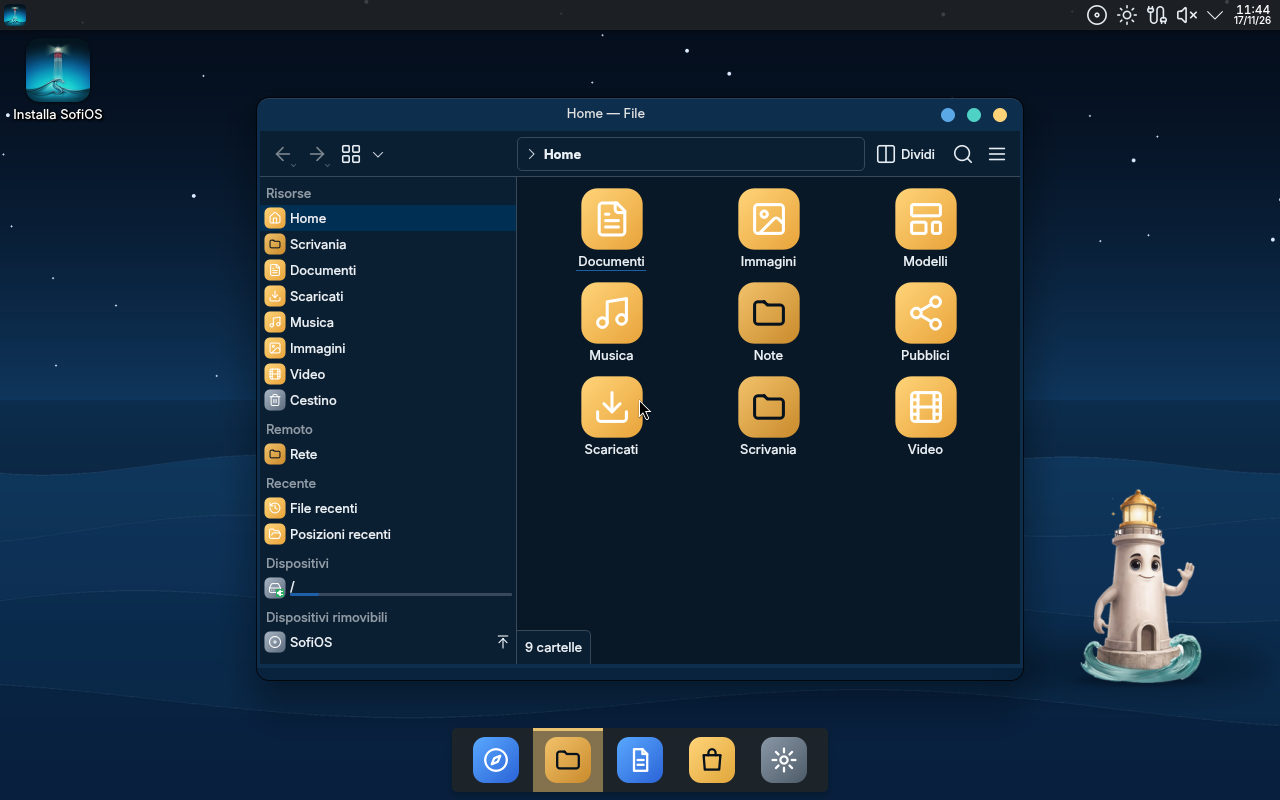 11:44
17/11/26
Installa SofiOS
Home — File
Home
Dividi
Risorse
Home
Scrivania
Documenti
Scaricati
Musica
Immagini
Video
Cestino
Remoto
Rete
Recente
File recenti
Posizioni recenti
Dispositivi
/
Dispositivi rimovibili
SofiOS
Documenti
Immagini
Modelli
Musica
Note
Pubblici
Scaricati
Scrivania
Video
9 cartelle